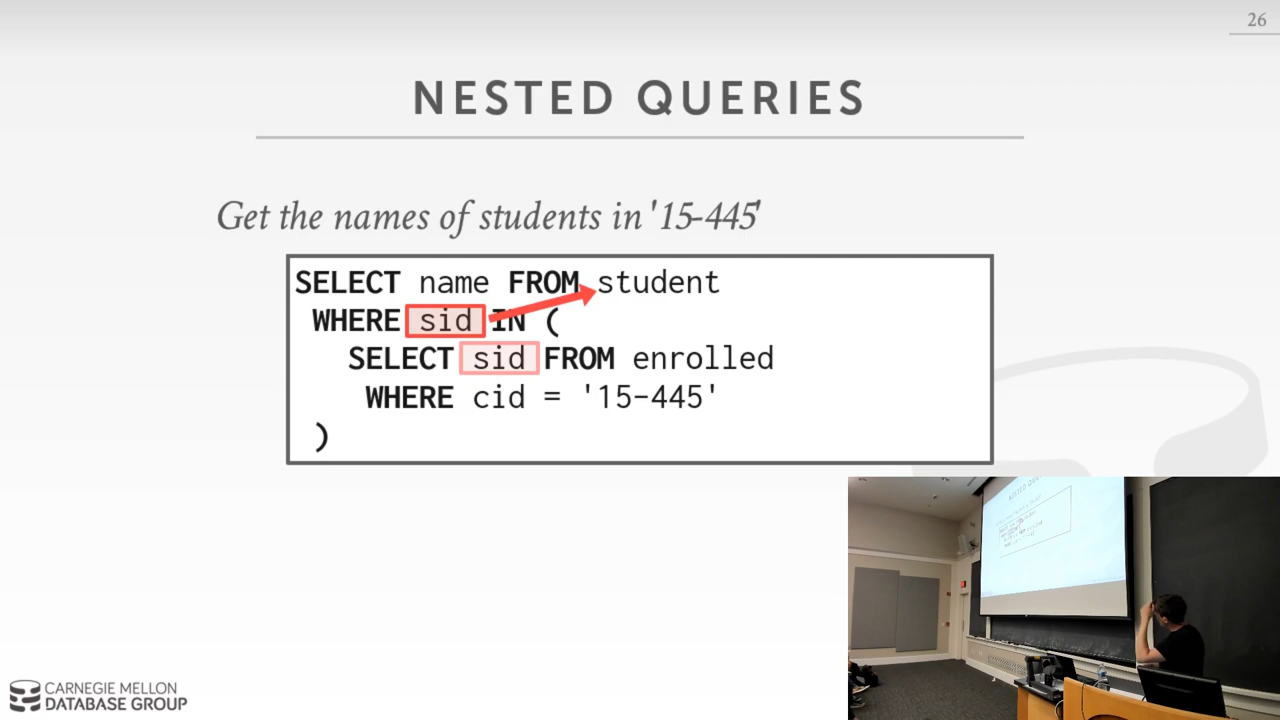 26
NESTED QUERIES
Get the names of students in '15-445'
SELECT name FROM student
WHERE sid IN (
SELECT sid FROM enrolled
WHERE cid = '15-445'
)
CARNEGIE MELLON
DATABASE GROUP